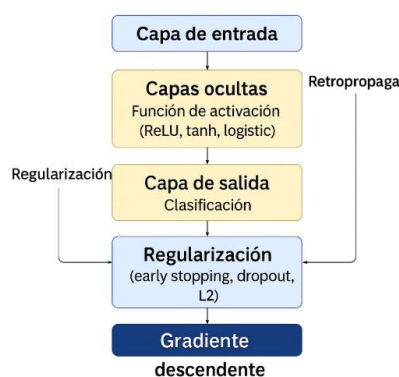 Capa de entrada
Capas ocultas
Función de activación
(ReLU, tanh, logistic)
Retropropaga
Regularización
Capa de salida
Clasificación
Regularización
(early stopping, dropout,
L2)
Gradiente
descendente